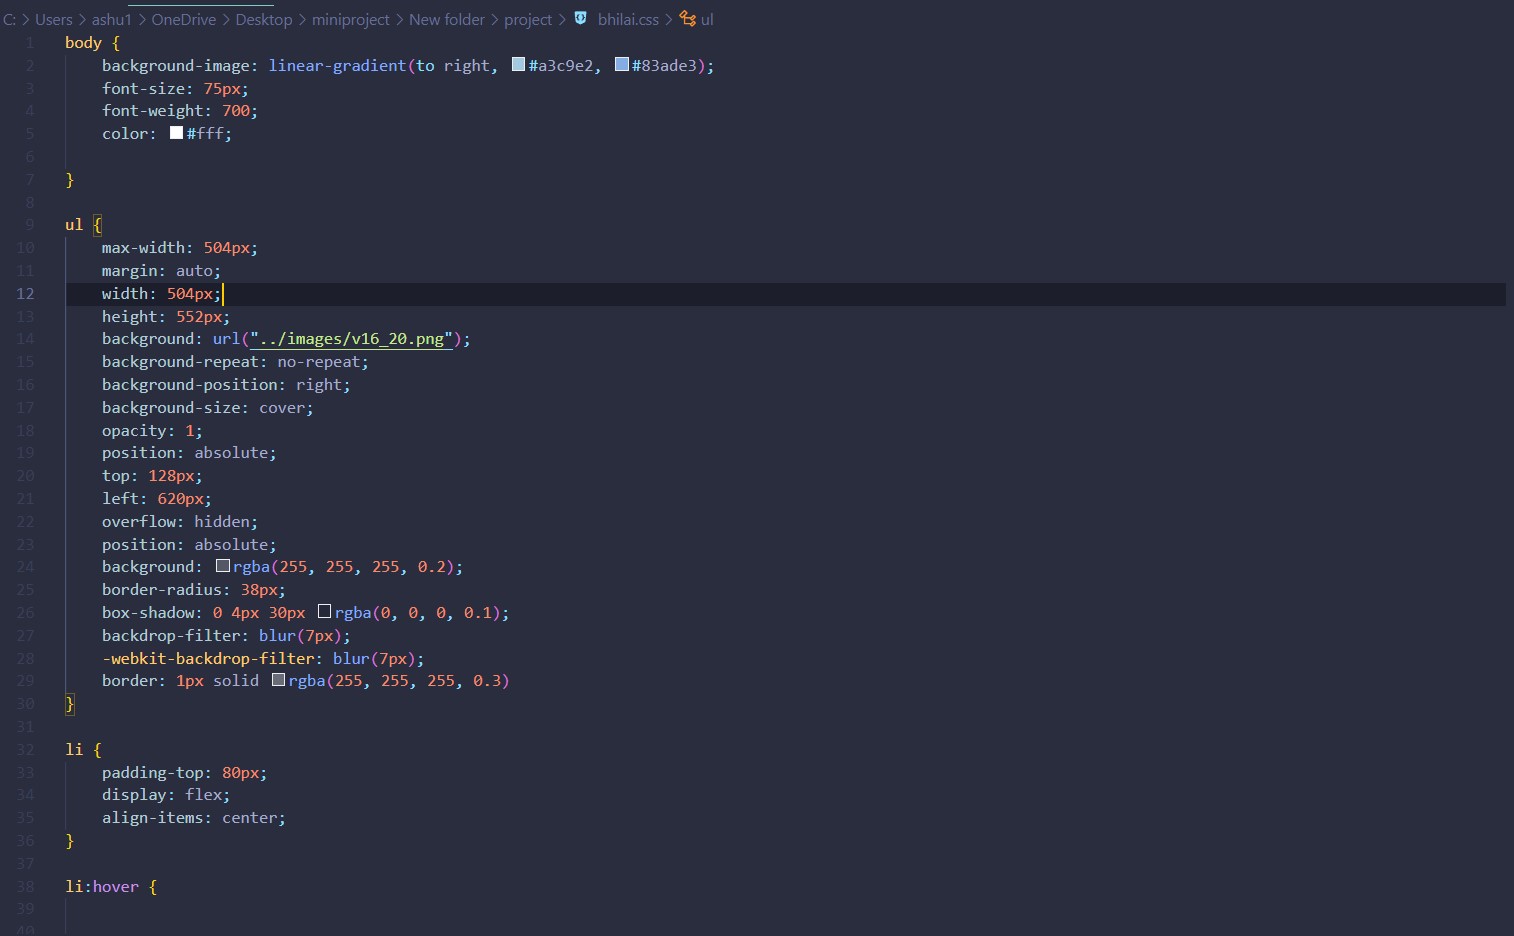 C: > Users > ashu1 > OneDrive > Desktop > miniproject > New folder > project > bhilai.css > ul
1 body {
2 background-image: linear-gradient(to right, #a3c9e2, #83ade3);
3 font-size: 75px;
4 font-weight: 700;
5 color: #fff;
6
7 }
8
9 ul {
10 max-width: 504px;
11 margin: auto;
12 width: 504px;
13 height: 552px;
14 background: url("../images/v16_20.png");
15 background-repeat: no-repeat;
16 background-position: right;
17 background-size: cover;
18 opacity: 1;
19 position: absolute;
20 top: 128px;
21 left: 620px;
22 overflow: hidden;
23 position: absolute;
24 background: rgba(255, 255, 255, 0.2);
25 border-radius: 38px;
26 box-shadow: 0 4px 30px rgba(0, 0, 0, 0.1);
27 backdrop-filter: blur(7px);
28 -webkit-backdrop-filter: blur(7px);
29 border: 1px solid rgba(255, 255, 255, 0.3)
30 }
31
32 li {
33 padding-top: 80px;
34 display: flex;
35 align-items: center;
36 }
37
38 li:hover {
39
40